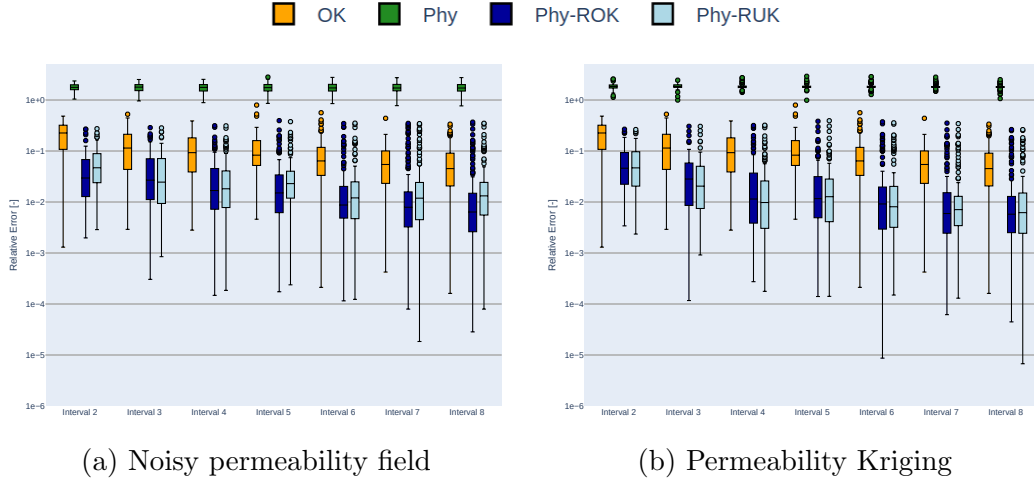 OK Phy Phy-ROK Phy-RUK
Relative Error [-]
1e+0
1e−1
1e−2
1e−3
1e−4
1e−5
1e−6
Interval 2 Interval 3 Interval 4 Interval 5 Interval 6 Interval 7 Interval 8
(a) Noisy permeability field
Relative Error [-]
1e+0
1e−1
1e−2
1e−3
1e−4
1e−5
1e−6
Interval 2 Interval 3 Interval 4 Interval 5 Interval 6 Interval 7 Interval 8
(b) Permeability Kriging